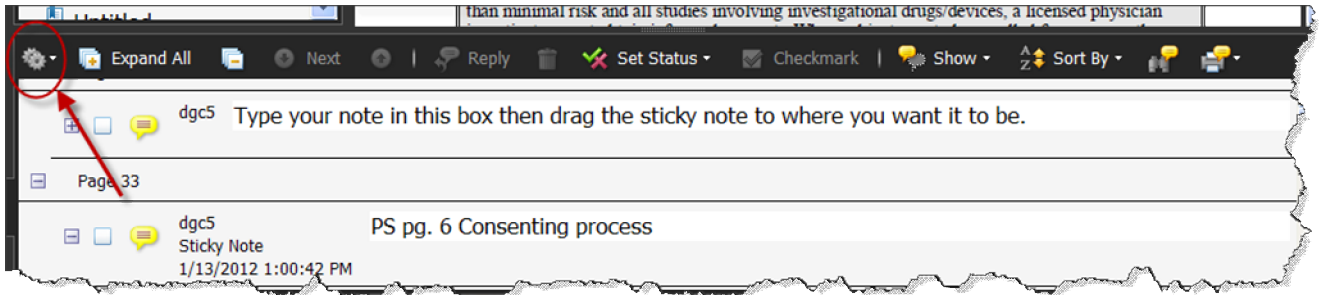 Untitled
than minimal risk and all studies involving investigational drugs/devices, a licensed physician
Expand All Next | Reply Set Status Checkmark | Show A Z Sort By
dgc5 Type your note in this box then drag the sticky note to where you want it to be.
Page 33
dgc5 PS pg. 6 Consenting process
Sticky Note
1/13/2012 1:00:42 PM